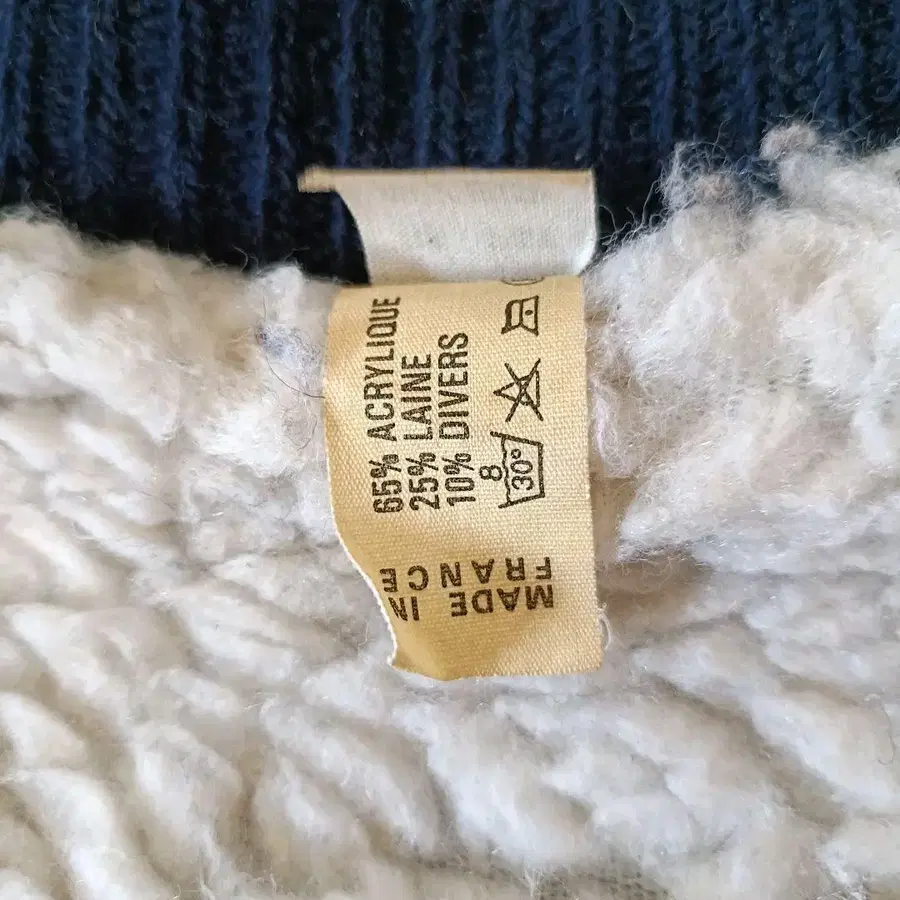 65% ACRYLIQUE
25% LAINE
10% DIVERS
8
30°
MADE IN
FRANCE